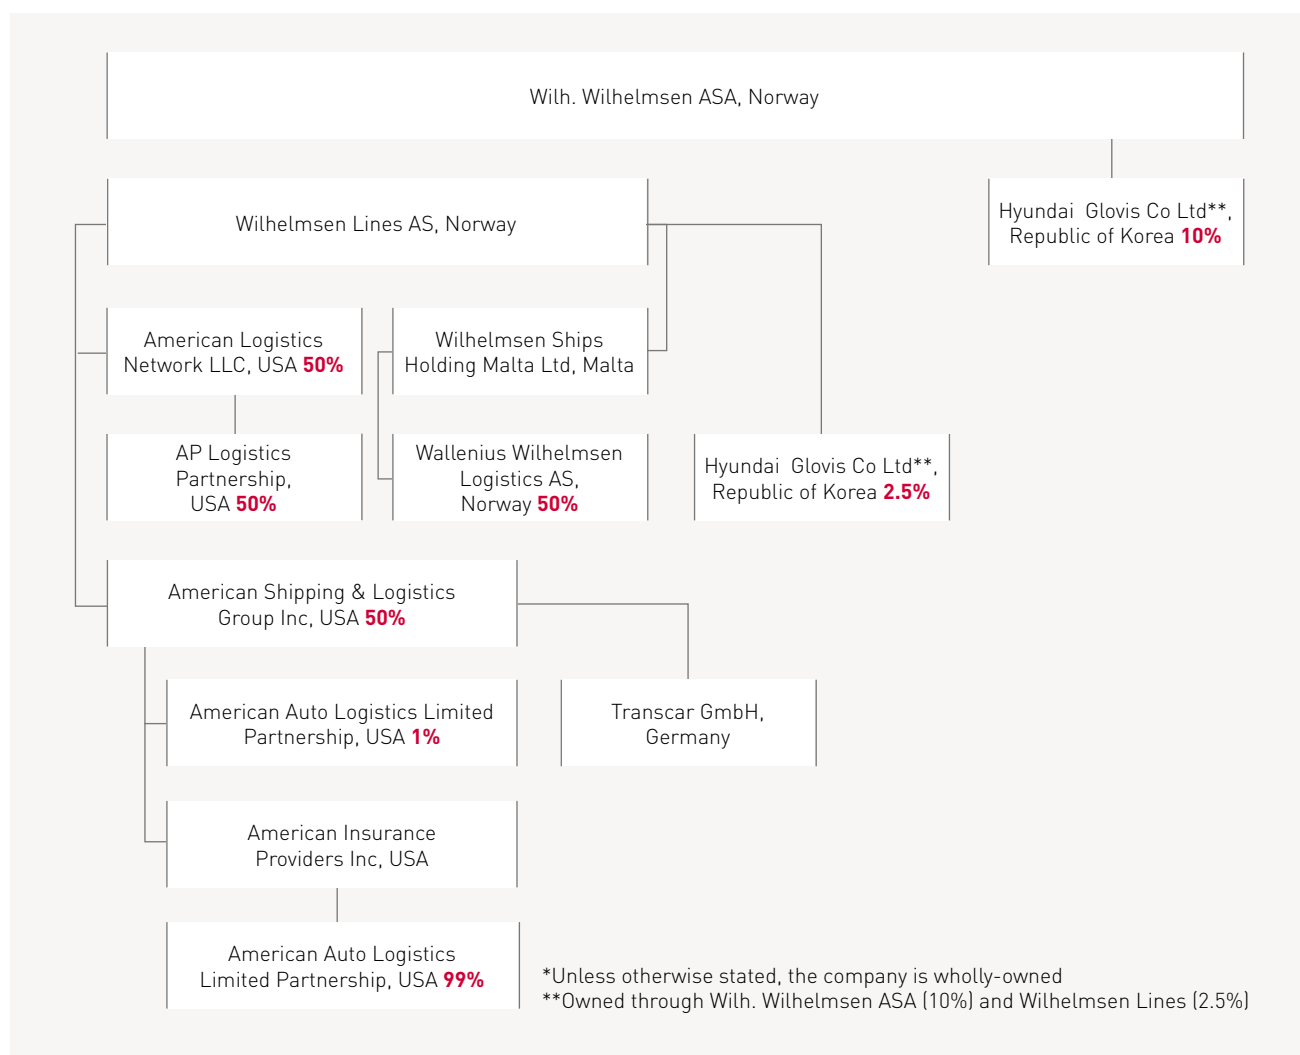 Wilh. Wilhelmsen ASA, Norway
Wilhelmsen Lines AS, Norway
Hyundai Glovis Co Ltd**,
Republic of Korea 10%
American Logistics
Network LLC, USA 50%
Wilhelmsen Ships
Holding Malta Ltd, Malta
AP Logistics
Partnership,
USA 50%
Wallenius Wilhelmsen
Logistics AS,
Norway 50%
Hyundai Glovis Co Ltd**,
Republic of Korea 2.5%
American Shipping & Logistics
Group Inc, USA 50%
American Auto Logistics Limited
Partnership, USA 1%
Transcar GmbH,
Germany
American Insurance
Providers Inc, USA
American Auto Logistics
Limited Partnership, USA 99%
*Unless otherwise stated, the company is wholly-owned
**Owned through Wilh. Wilhelmsen ASA (10%) and Wilhelmsen Lines (2.5%)